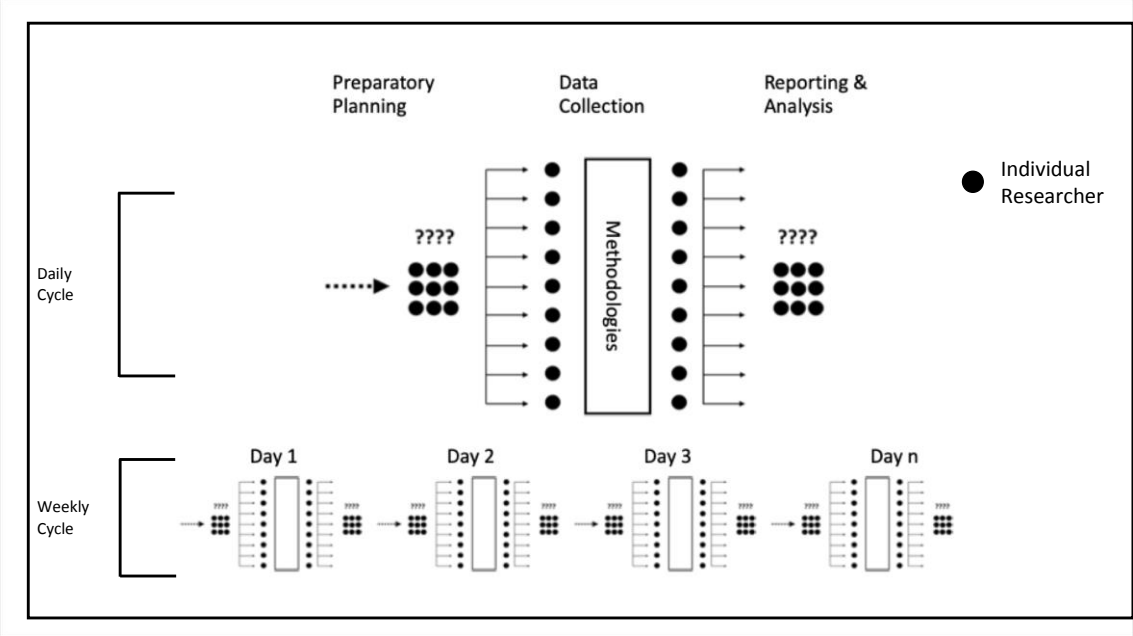 Preparatory
Planning
Data
Collection
Reporting &
Analysis
Individual
Researcher
????
????
Methodologies
Daily
Cycle
Day 1
Day 2
Day 3
Day n
Weekly
Cycle
????
????
????
????
????
????
????
????